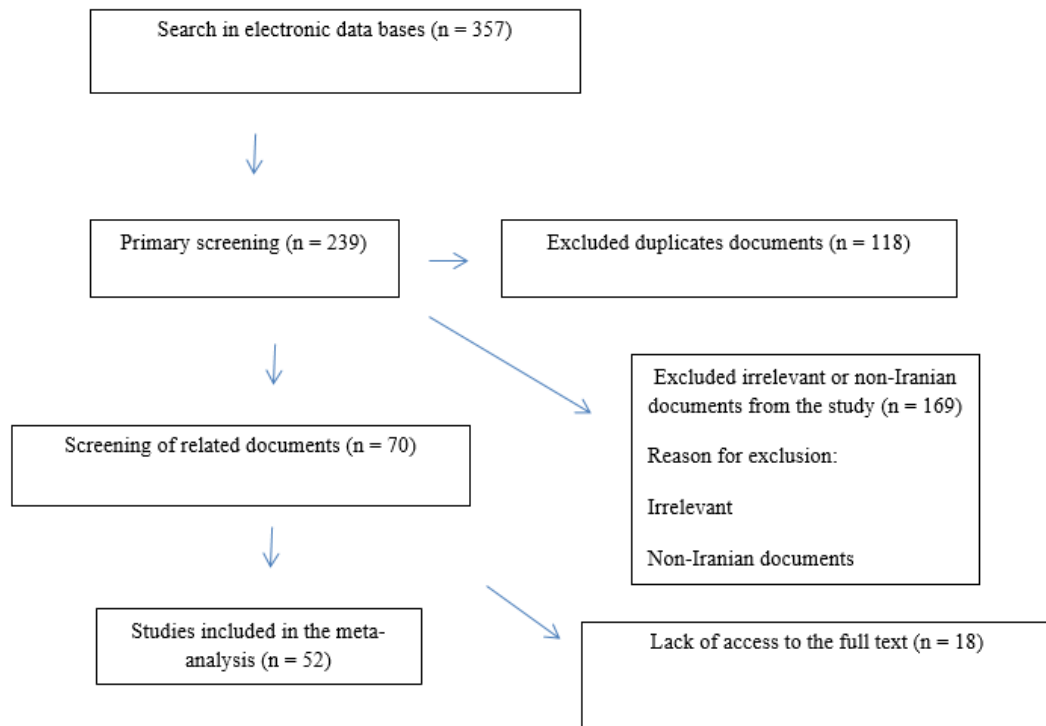 Search in electronic data bases (n = 357)
Primary screening (n = 239)
Excluded duplicates documents (n = 118)
Excluded irrelevant or non-Iranian
documents from the study (n = 169)
Reason for exclusion:
Irrelevant
Non-Iranian documents
Screening of related documents (n = 70)
Studies included in the meta-
analysis (n = 52)
Lack of access to the full text (n = 18)